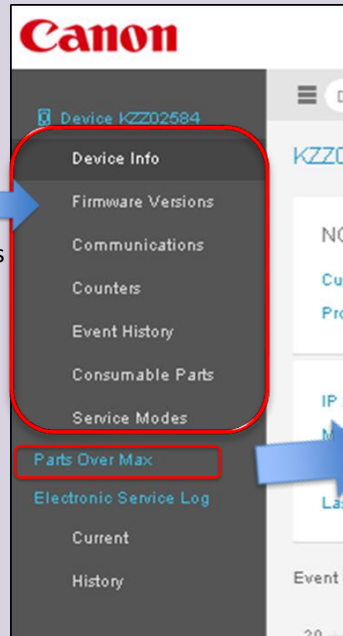 Canon
Device KZZ02584
Device Info
Firmware Versions
Communications
Counters
Event History
Consumable Parts
Service Modes
Parts Over Max
Electronic Service Log
Current
History
s
D
KZZ0
NO
Cu
Pro
IP
M
Las
Event